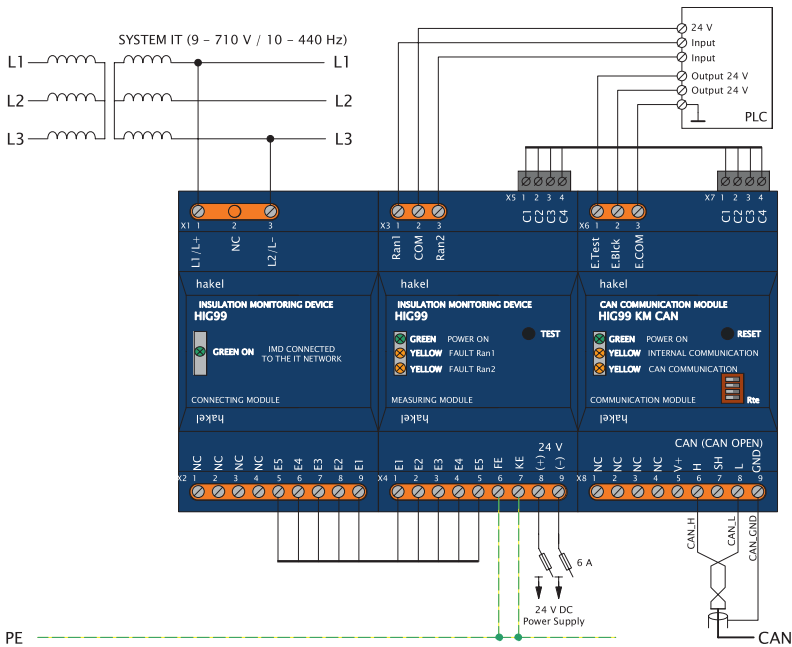 SYSTEM IT (9 – 710 V / 10 – 440 Hz)
L1 L1
L2 L2
L3 L3
24 V
Input
Input
Output 24 V
Output 24 V
PLC
X5 1 2 3 4
C1 C2 C3 C4
X7 1 2 3 4
C1 C2 C3 C4
X1 1 2 3
L1/L+ NC L2/L-
X3 1 2 3
Ran1 COM Ran2
X6 1 2 3
E.Test E.Blck E.COM
hakel
INSULATION MONITORING DEVICE
HIG99
GREEN ON
IMD CONNECTED
TO THE IT NETWORK
CONNECTING MODULE
hakel
hakel
INSULATION MONITORING DEVICE
HIG99
TEST
GREEN POWER ON
YELLOW FAULT Ran1
YELLOW FAULT Ran2
MEASURING MODULE
hakel
hakel
CAN COMMUNICATION MODULE
HIG99 KM CAN
RESET
GREEN POWER ON
YELLOW INTERNAL COMMUNICATION
YELLOW CAN COMMUNICATION
COMMUNICATION MODULE
Rte
hakel
NC NC NC NC E5 E4 E3 E2 E1
X2 1 2 3 4 5 6 7 8 9
24 V
E1 E2 E3 E4 E5 FE KE (+) (-)
X4 1 2 3 4 5 6 7 8 9
CAN (CAN OPEN)
NC NC NC NC V+ H SH L GND
X8 1 2 3 4 5 6 7 8 9
CAN_H
CAN_L
CAN_GND
6 A
24 V DC
Power Supply
PE
CAN